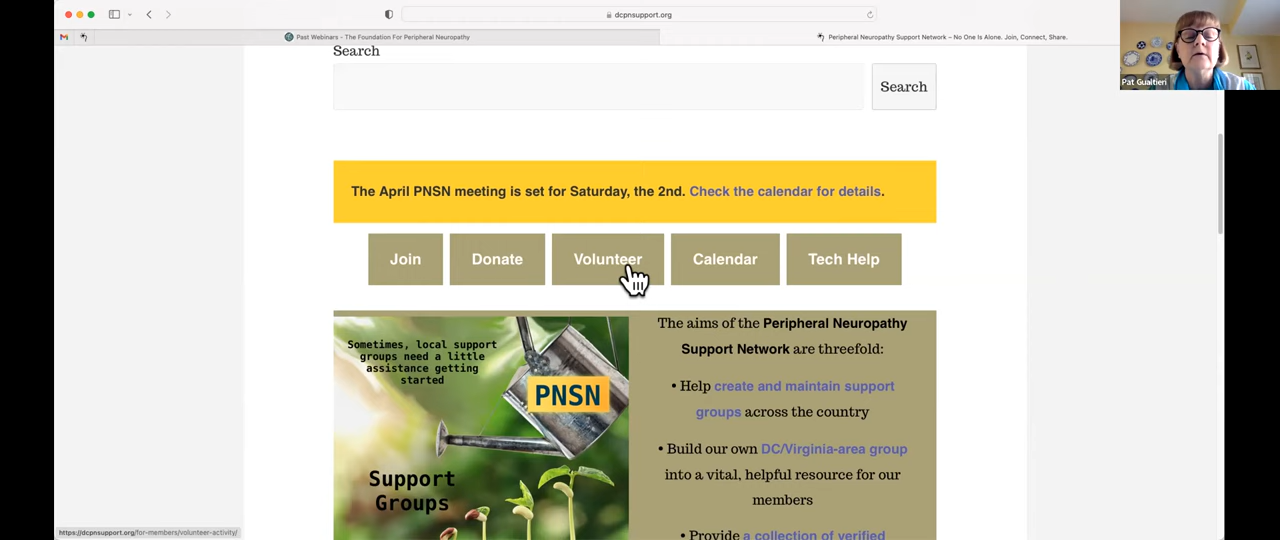 dcpnsupport.org
Past Webinars - The Foundation For Peripheral Neuropathy
Peripheral Neuropathy Support Network – No One Is Alone. Join, Connect, Share.
Pat Gualtieri
Search
Search
The April PNSN meeting is set for Saturday, the 2nd. Check the calendar for details.
Join
Donate
Volunteer
Calendar
Tech Help
Sometimes, local support
groups need a little
assistance getting
started
PNSN
Support
Groups
The aims of the Peripheral Neuropathy
Support Network are threefold:
• Help create and maintain support
groups across the country
• Build our own DC/Virginia-area group
into a vital, helpful resource for our
members
• Provide a collection of verified
https://dcpnsupport.org/for-members/volunteer-activity/